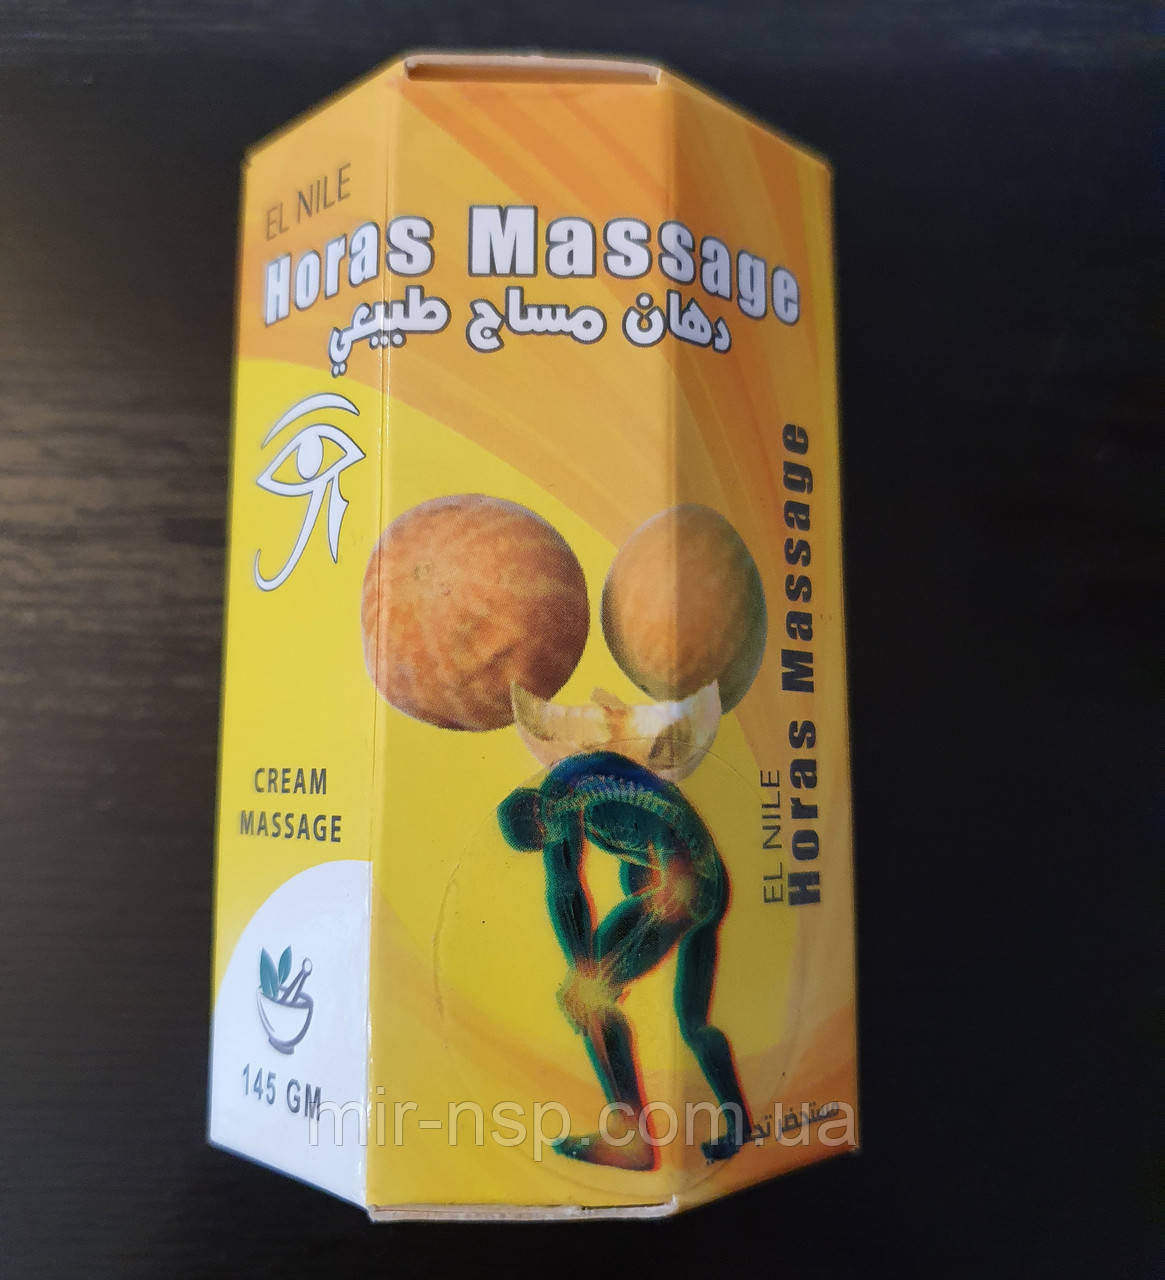 EL NILE
Horas Massage
دهان مساج طبيعي
CREAM
MASSAGE
145 GM
EL NILE
Horas Massage
مستحضر
mir-nsp.com.ua